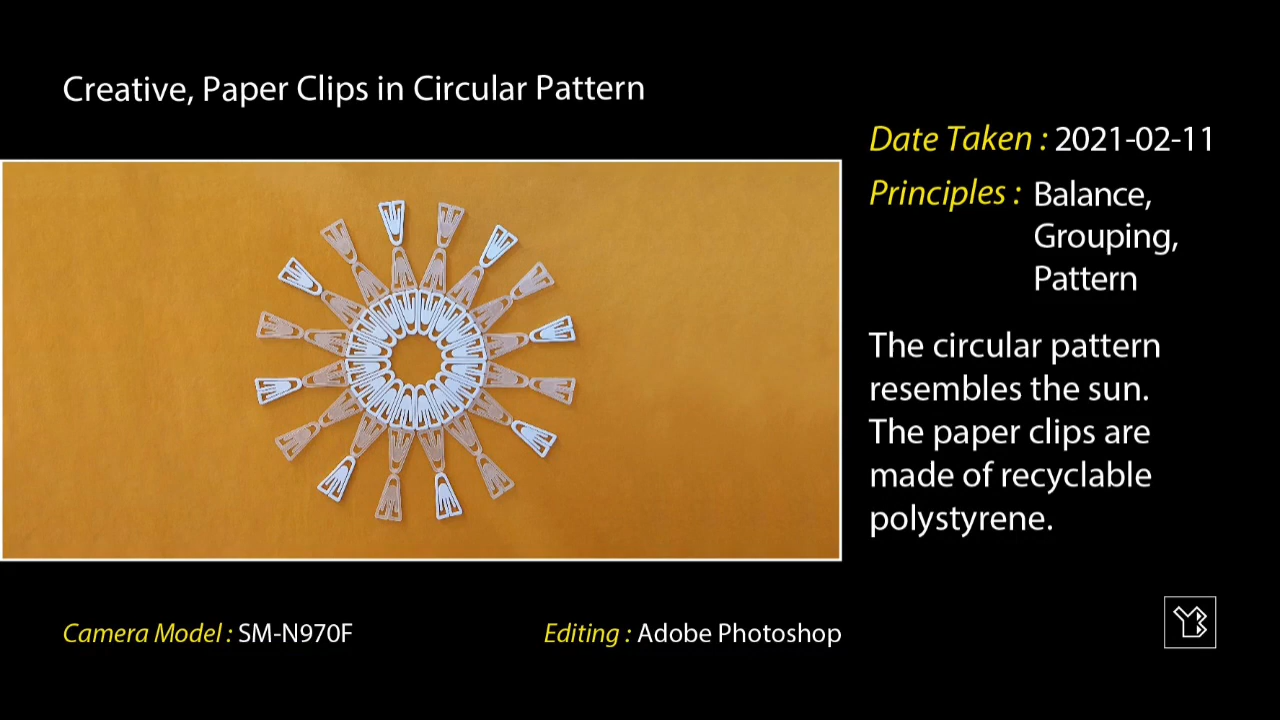 Creative, Paper Clips in Circular Pattern
Date Taken : 2021-02-11
Principles : Balance,
Grouping,
Pattern
The circular pattern
resembles the sun.
The paper clips are
made of recyclable
polystyrene.
Camera Model : SM-N970F
Editing : Adobe Photoshop